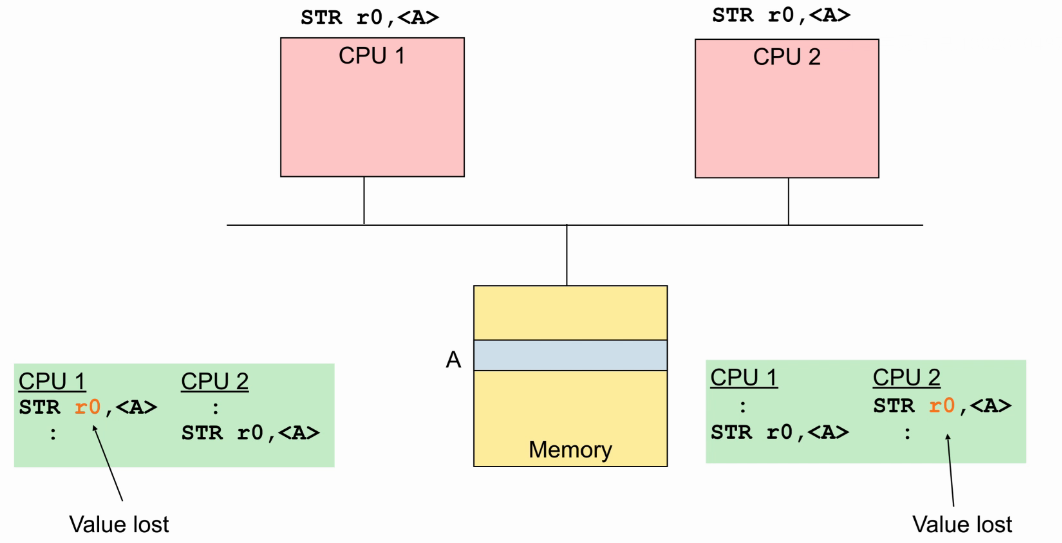 STR r0,<A>
STR r0,<A>
CPU 1
CPU 2
A
Memory
CPU 1 CPU 2
STR r0,<A> :
: STR r0,<A>
Value lost
CPU 1 CPU 2
: STR r0,<A>
STR r0,<A> :
Value lost